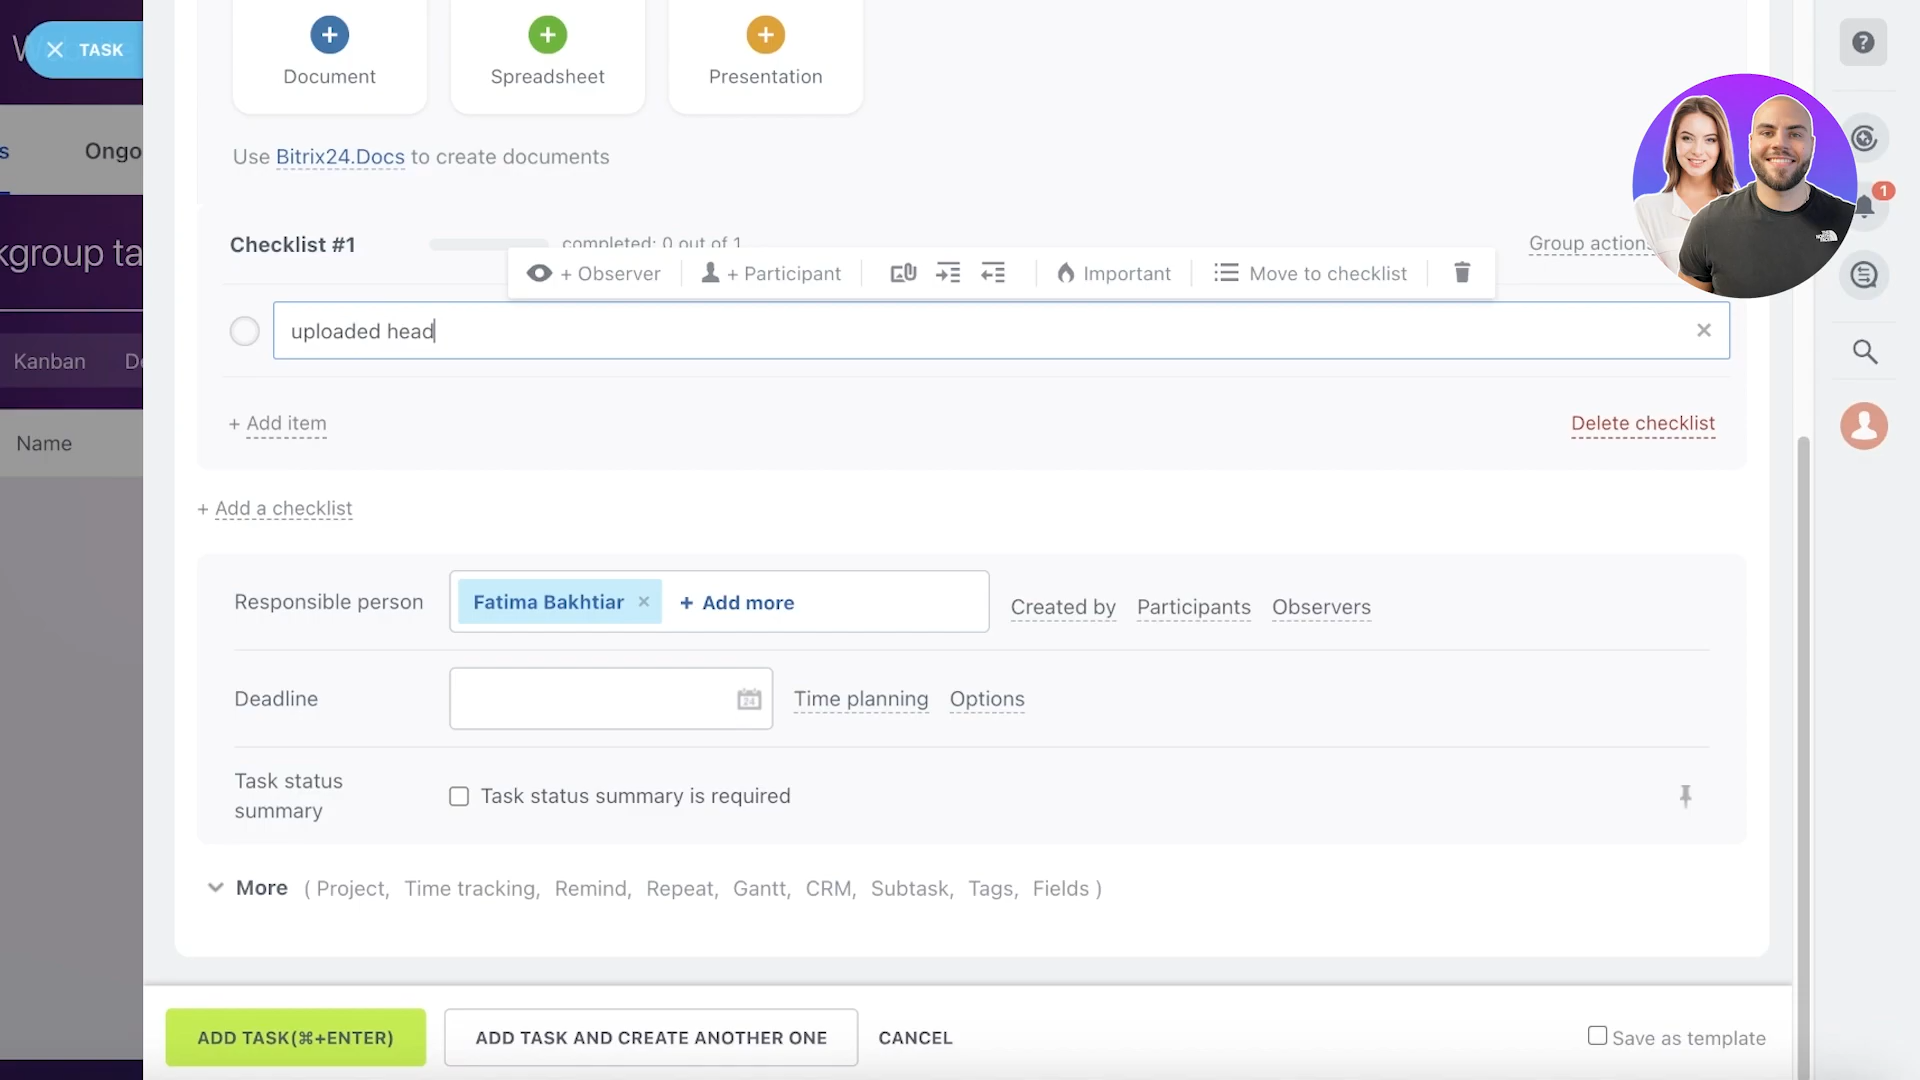 TASK
Document
Spreadsheet
Presentation
Use Bitrix24.Docs to create documents
Ongo
kgroup ta
Kanban
Name
Checklist #1
completed: 0 out of 1
Group actions
+ Observer
+ Participant
Important
Move to checklist
uploaded head
+ Add item
Delete checklist
+ Add a checklist
Responsible person
Fatima Bakhtiar
+ Add more
Created by
Participants
Observers
Deadline
24
Time planning
Options
Task status
summary
Task status summary is required
More ( Project, Time tracking, Remind, Repeat, Gantt, CRM, Subtask, Tags, Fields )
ADD TASK(⌘+ENTER)
ADD TASK AND CREATE ANOTHER ONE
CANCEL
Save as template
?
1